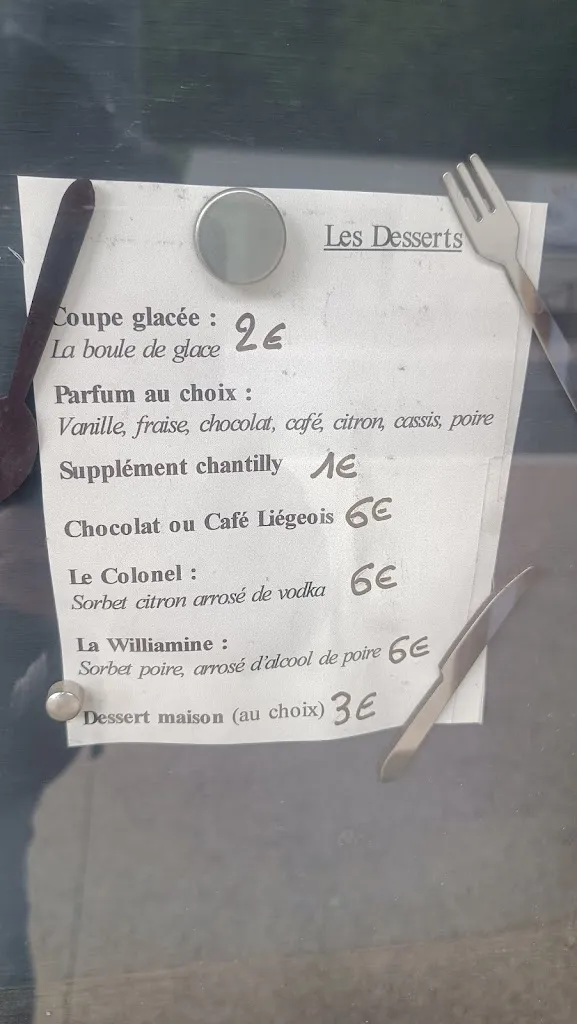 Les Desserts
Coupe glacée : 2€
La boule de glace
Parfum au choix :
Vanille, fraise, chocolat, café, citron, cassis, poire
Supplément chantilly 1€
Chocolat ou Café Liégeois 6€
Le Colonel : 6€
Sorbet citron arrosé de vodka
La Williamine :
Sorbet poire, arrosé d'alcool de poire 6€
Dessert maison (au choix) 3€